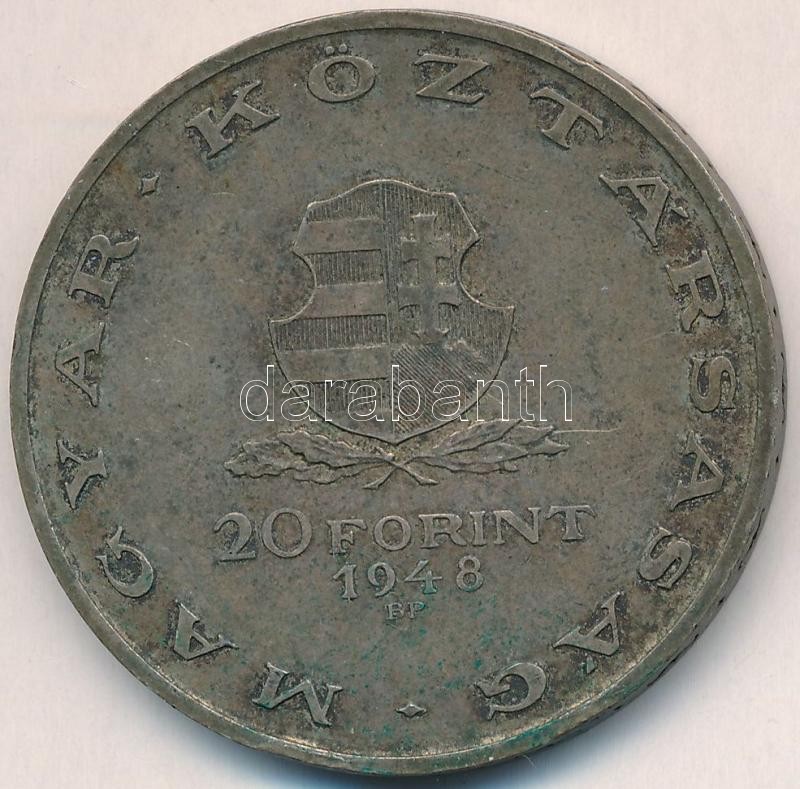 MAGYAR · KÖZTÁRSASÁG ·
20 FORINT
1948
BP
darabanth